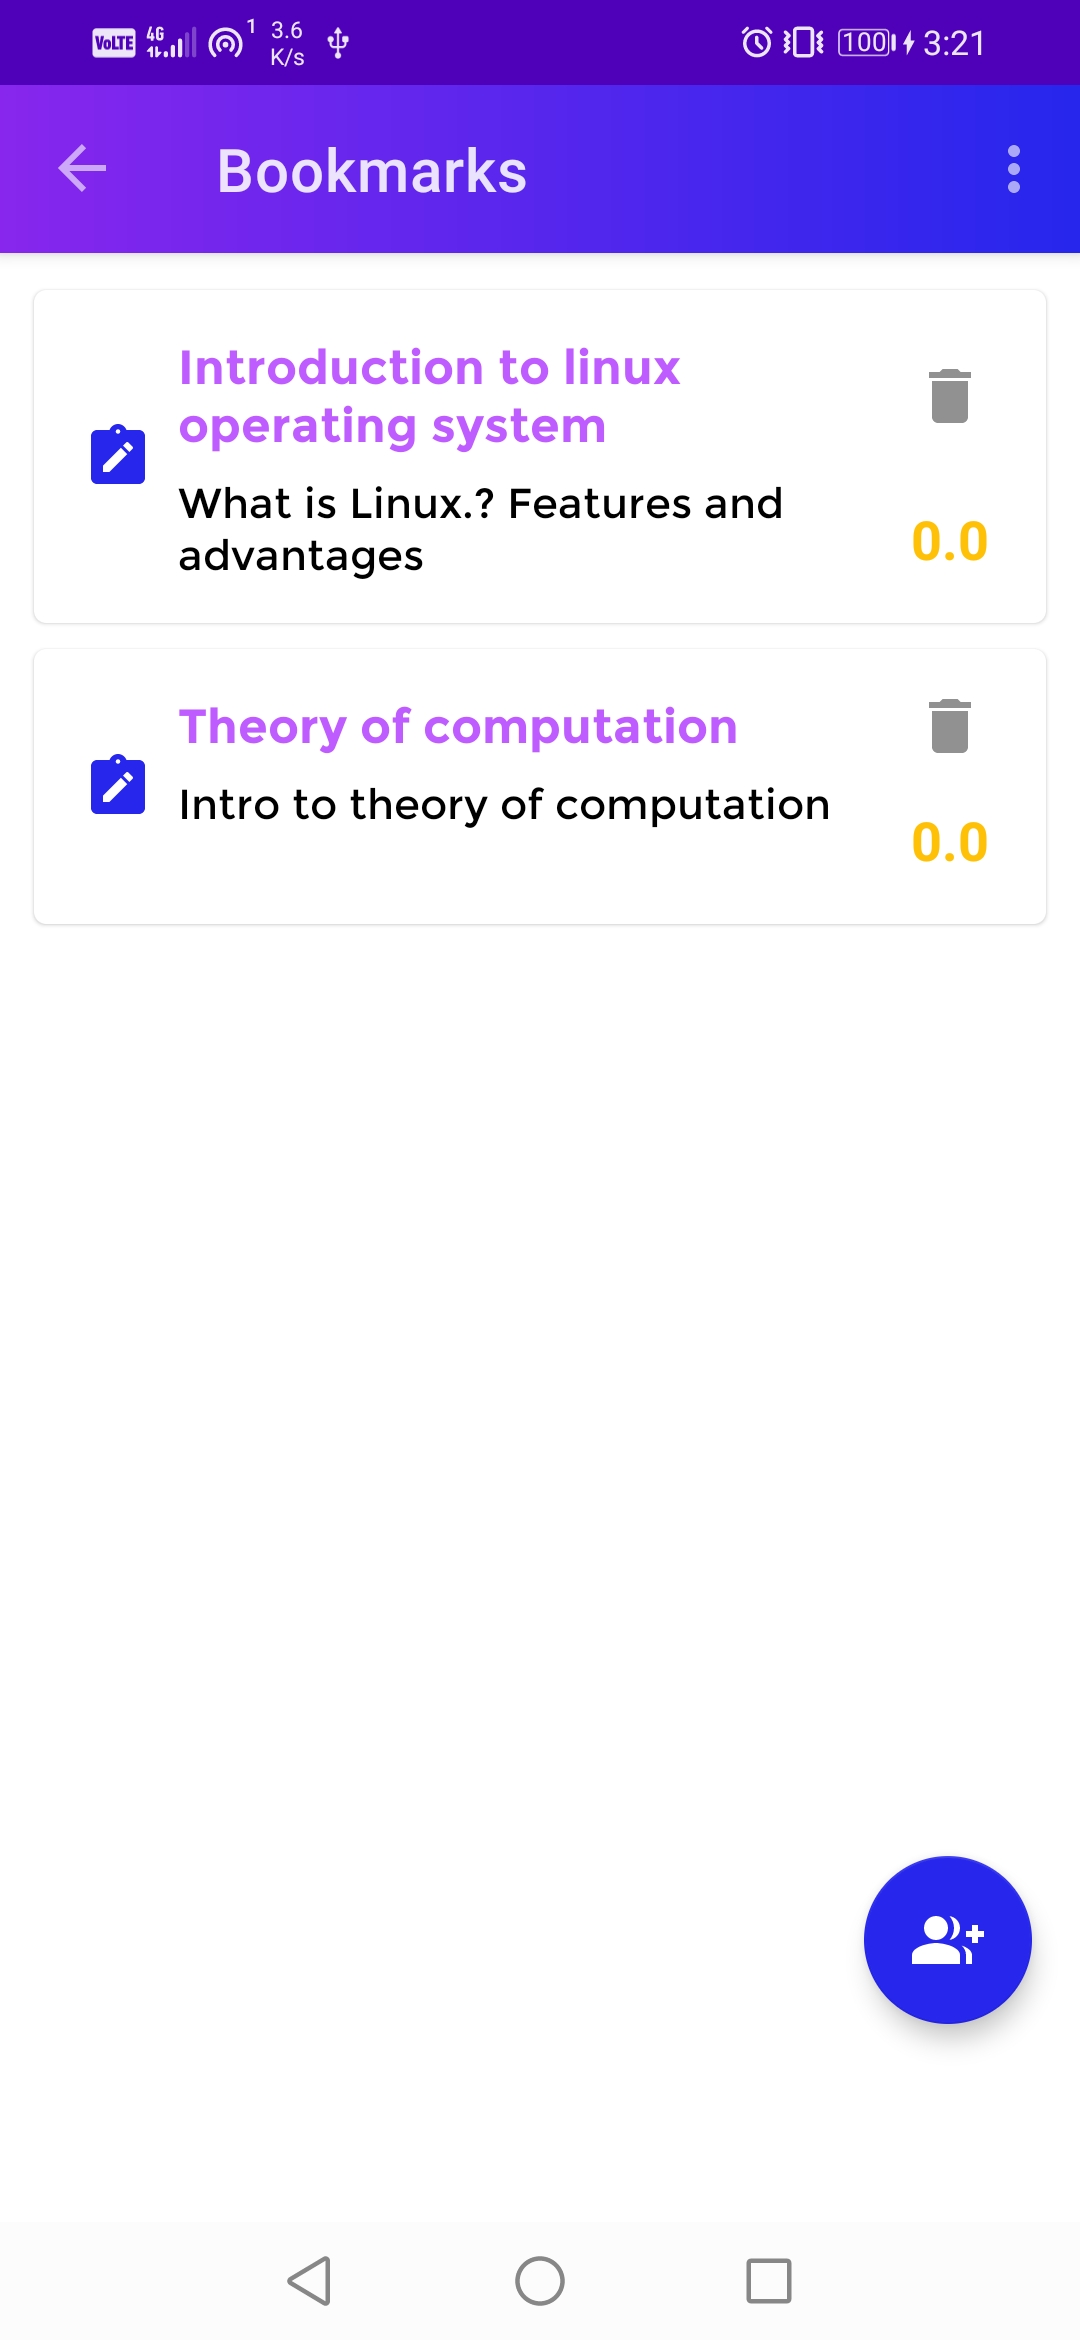 VoLTE 4G 1 3.6 K/s 100 3:21
Bookmarks
Introduction to linux
operating system
What is Linux.? Features and
advantages
0.0
Theory of computation
Intro to theory of computation
0.0